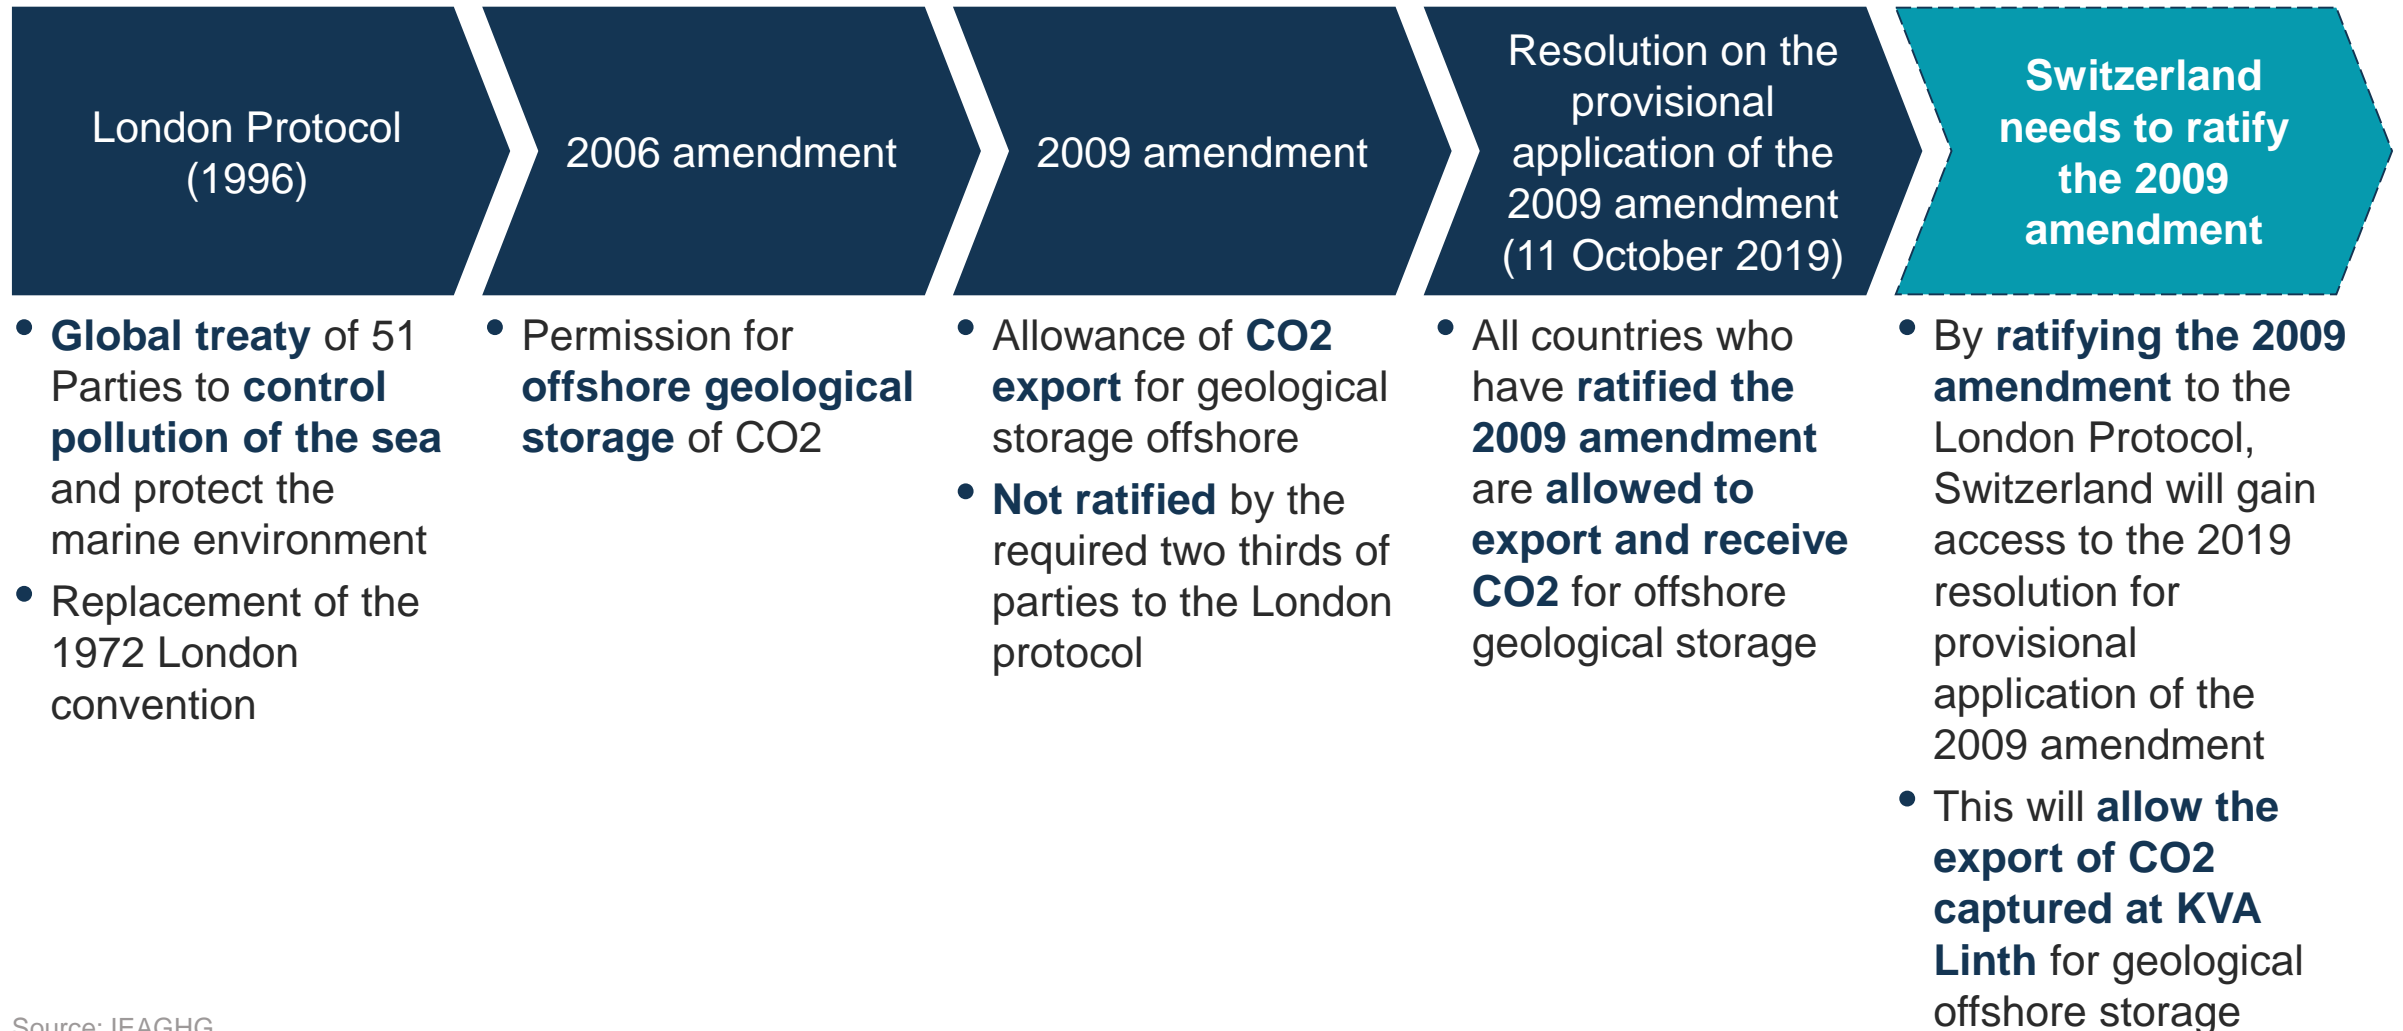 London Protocol
(1996)
2006 amendment
2009 amendment
Resolution on the
provisional
application of the
2009 amendment
(11 October 2019)
Switzerland
needs to ratify
the 2009
amendment
• Global treaty of 51
Parties to control
pollution of the sea
and protect the
marine environment
• Replacement of the
1972 London
convention
• Permission for
offshore geological
storage of CO2
• Allowance of CO2
export for geological
storage offshore
• Not ratified by the
required two thirds of
parties to the London
protocol
• All countries who
have ratified the
2009 amendment
are allowed to
export and receive
CO2 for offshore
geological storage
• By ratifying the 2009
amendment to the
London Protocol,
Switzerland will gain
access to the 2019
resolution for
provisional
application of the
2009 amendment
• This will allow the
export of CO2
captured at KVA
Linth for geological
offshore storage
Source: IEAGHG